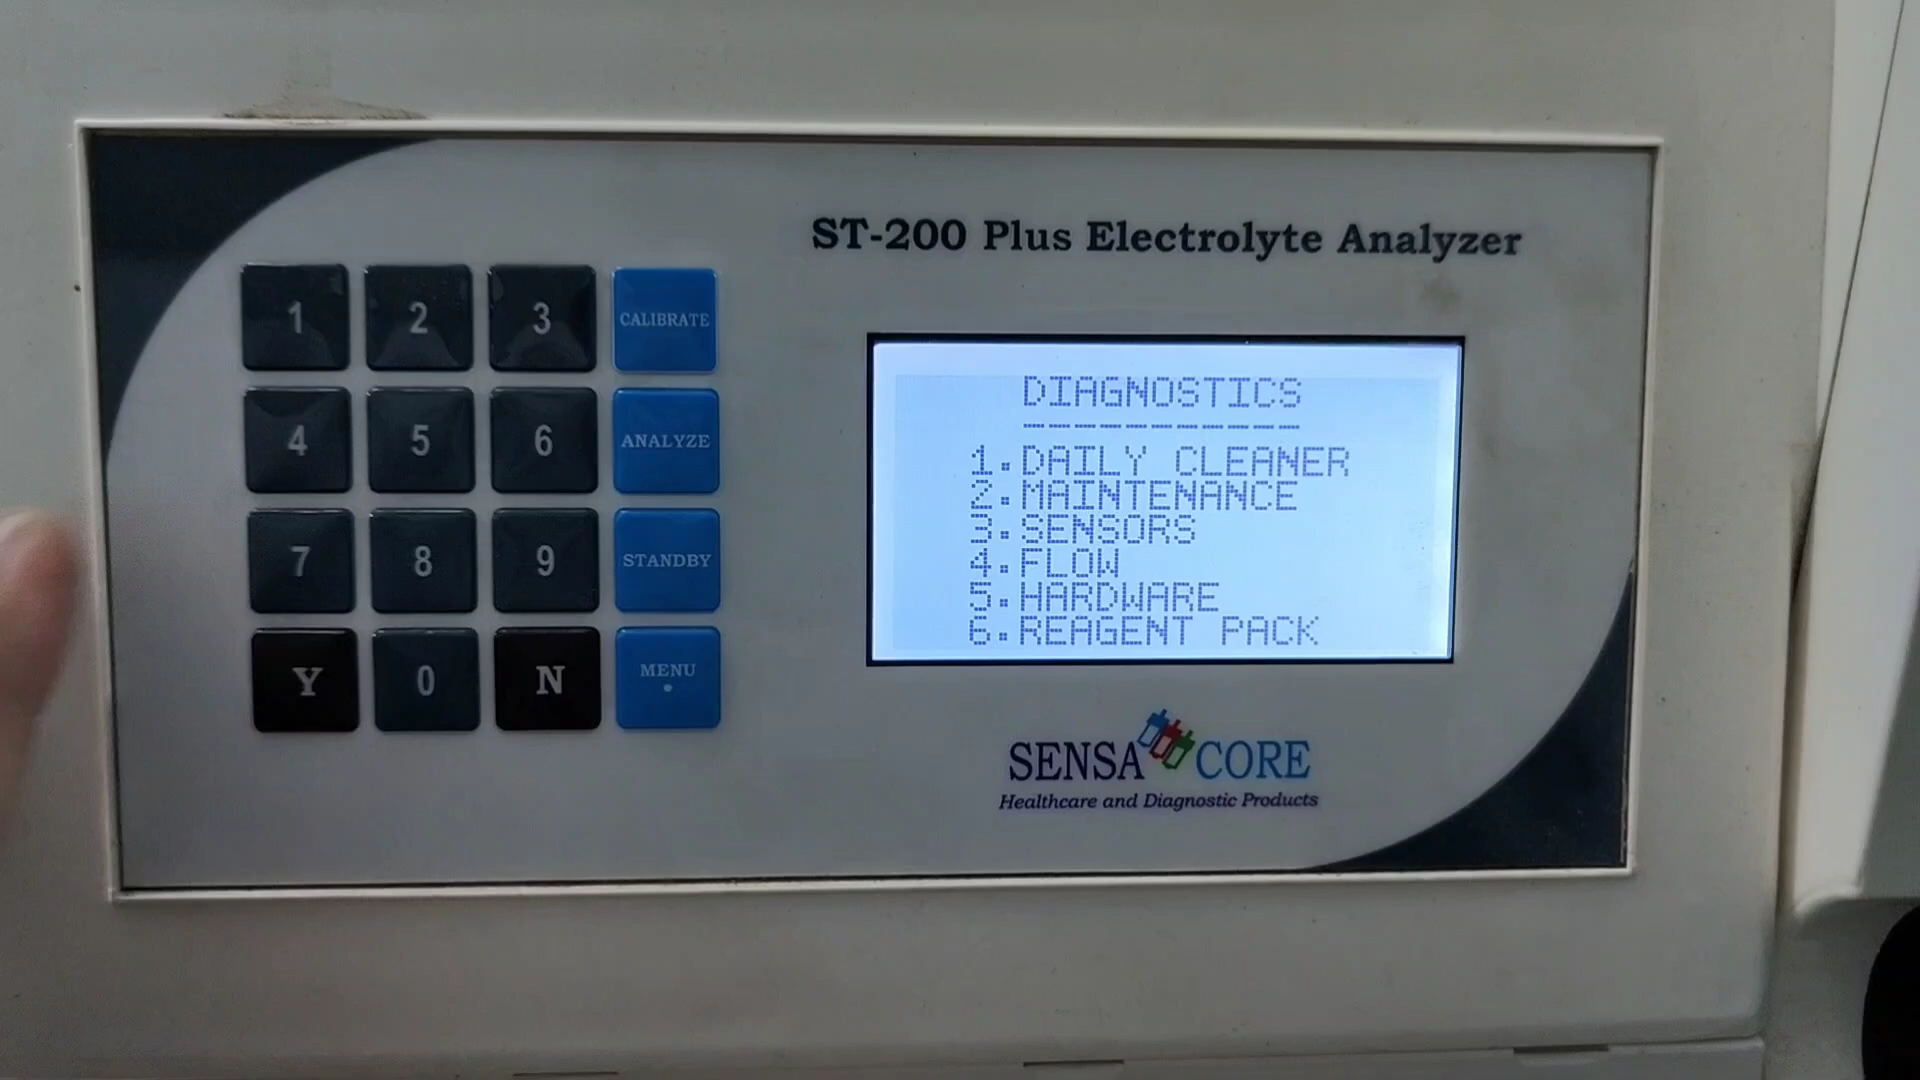 ST-200 Plus Electrolyte Analyzer
1 2 3 CALIBRATE
4 5 6 ANALYZE
7 8 9 STANDBY
Y 0 N MENU
DIAGNOSTICS
-----------
1.DAILY CLEANER
2.MAINTENANCE
3.SENSORS
4.FLOW
5.HARDWARE
6.REAGENT PACK
SENSA CORE
Healthcare and Diagnostic Products